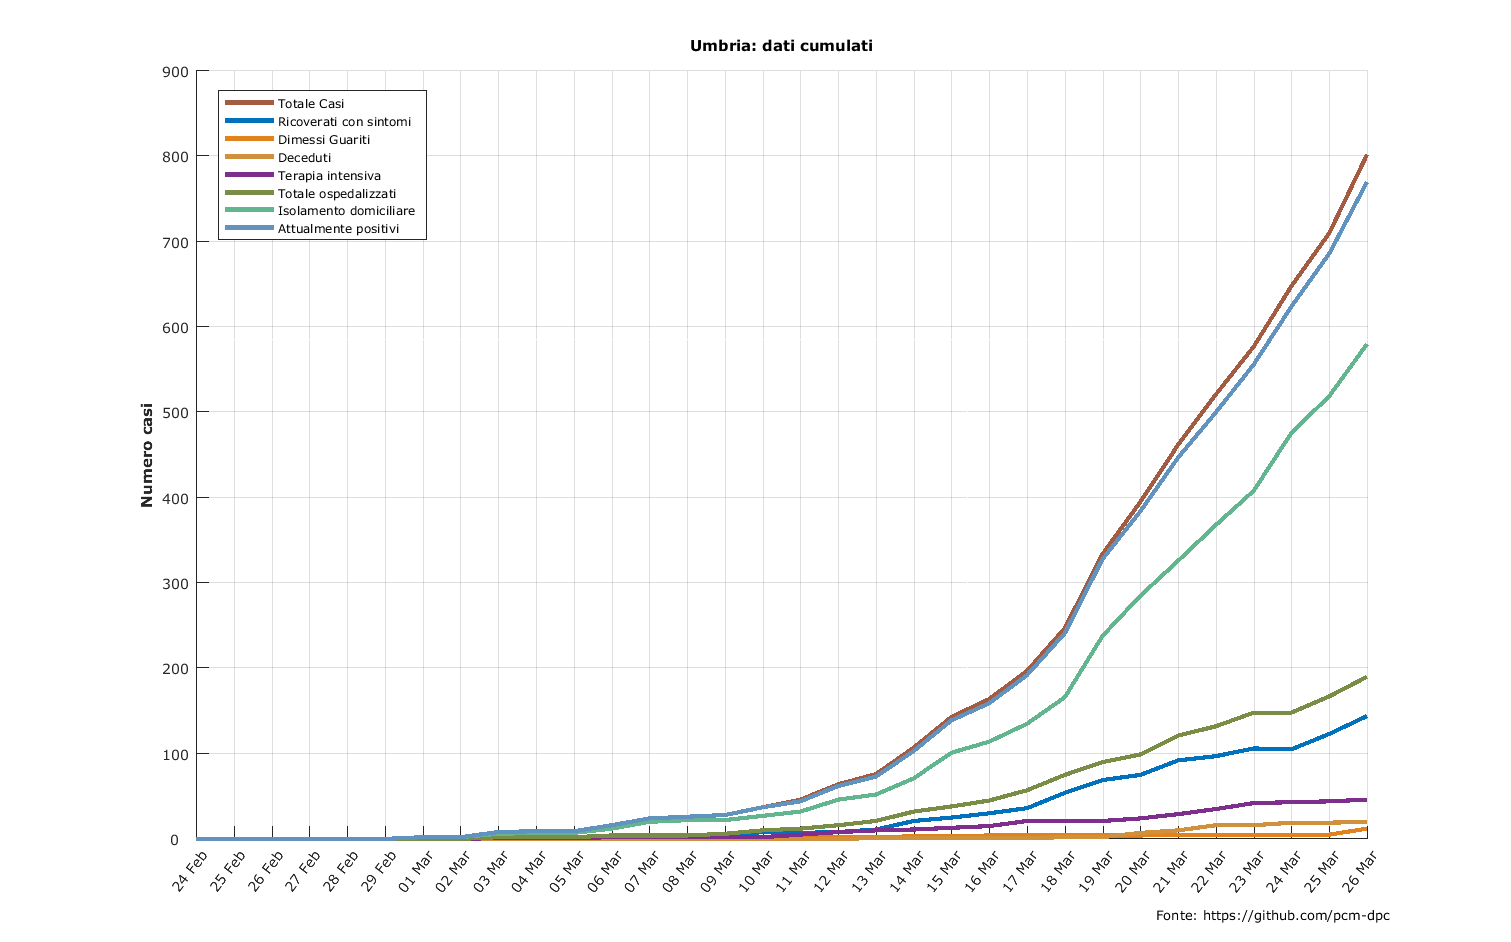 Umbria: dati cumulati
900
800
700
600
500
400
300
200
100
0
Numero casi
Totale Casi
Ricoverati con sintomi
Dimessi Guariti
Deceduti
Terapia intensiva
Totale ospedalizzati
Isolamento domiciliare
Attualmente positivi
24 Feb
25 Feb
26 Feb
27 Feb
28 Feb
29 Feb
01 Mar
02 Mar
03 Mar
04 Mar
05 Mar
06 Mar
07 Mar
08 Mar
09 Mar
10 Mar
11 Mar
12 Mar
13 Mar
14 Mar
15 Mar
16 Mar
17 Mar
18 Mar
19 Mar
20 Mar
21 Mar
22 Mar
23 Mar
24 Mar
25 Mar
26 Mar
Fonte: https://github.com/pcm-dpc